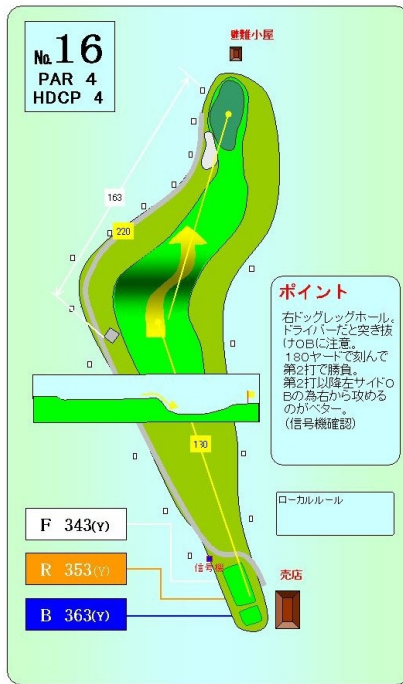 No. 16
PAR 4
HDCP 4
避難小屋
163
220
ポイント
右ドッグレッグホール。
ドライバーだと突き抜
けOBに注意。
180ヤードで刻んで
第2打で勝負。
第2打以降左サイドO
Bの為右から攻める
のがベター。
(信号機確認)
ローカルルール
F 343(Y)
R 353(Y)
B 363(Y)
信号機
売店